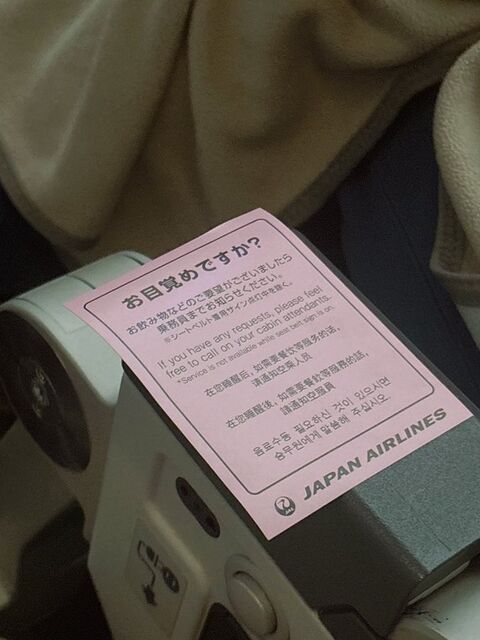 お目覚めですか?
お飲み物などのご要望がございましたら
乗務員までお知らせください。
※シートベルト着用サイン点灯中を除く。
If you have any requests, please feel
free to call on your cabin attendants.
*Service is not available while seat belt sign is on.
在您睡醒后,如需要餐饮等服务的话,
请通知空乘人员
在您睡醒後,如需要餐飲等服務的話,
請通知空服員
음료수등 필요하신 것이 있으시면
승무원에게 말씀해 주십시오.
JAL
JAPAN AIRLINES